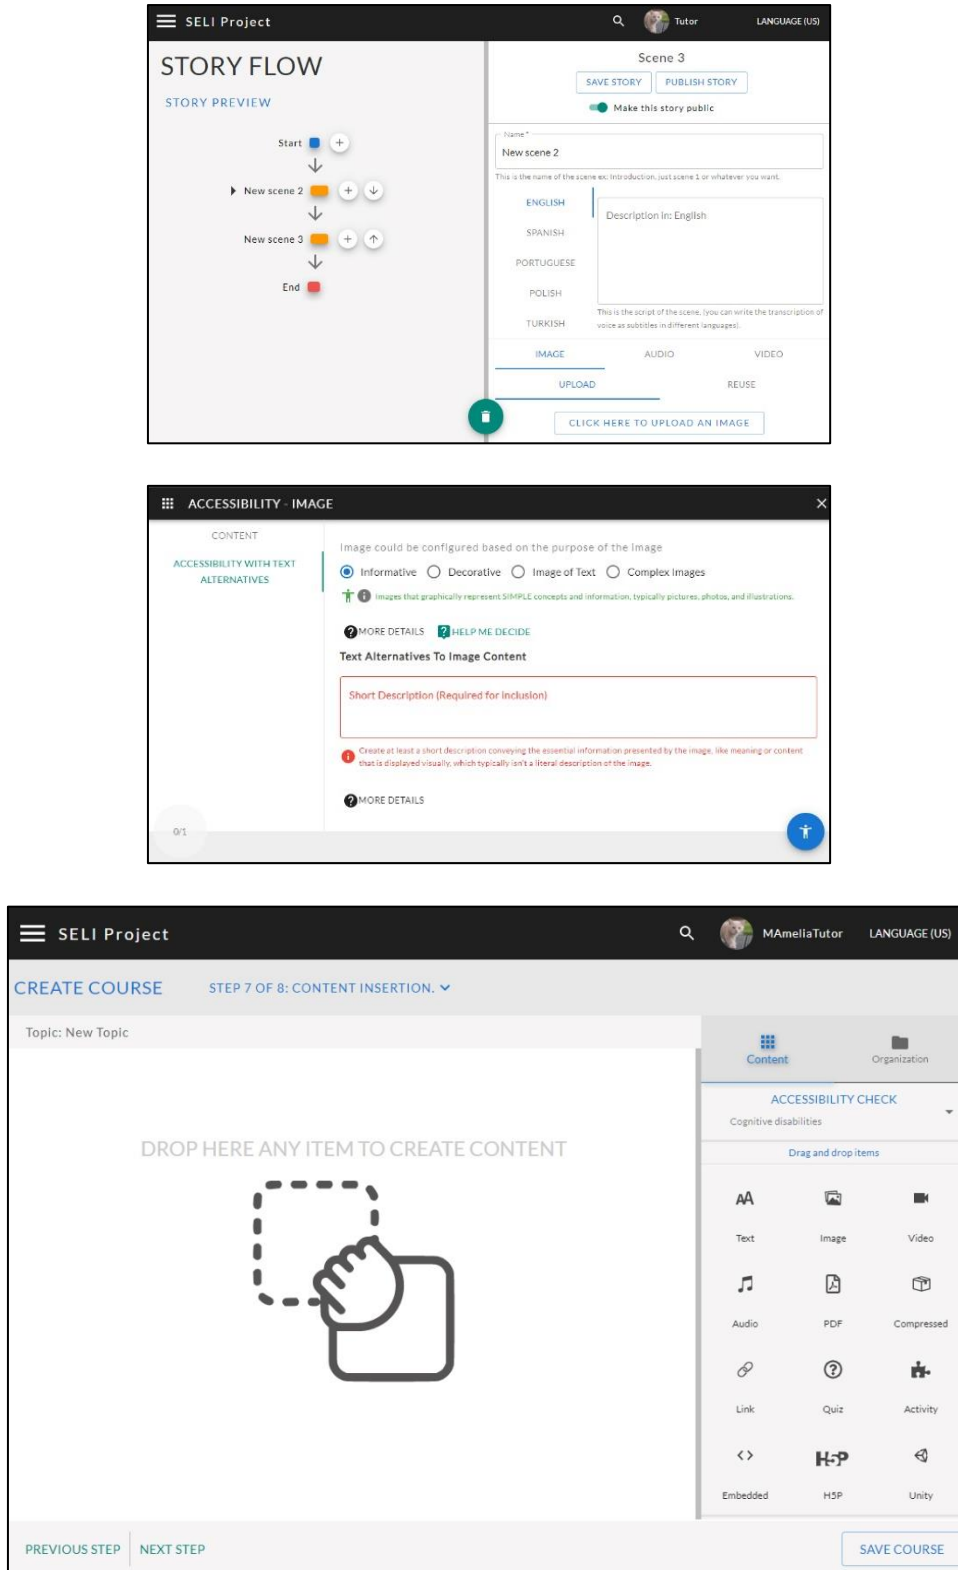 SELI Project
Tutor
LANGUAGE (US)
STORY FLOW
STORY PREVIEW
Start
New scene 2
New scene 3
End
Scene 3
SAVE STORY
PUBLISH STORY
Make this story public
Name *
New scene 2
This is the name of the scene ex: Introduction, just scene 1 or whatever you want.
ENGLISH
SPANISH
PORTUGUESE
POLISH
TURKISH
Description in: English
This is the script of the scene, (you can write the transcription of
voice as subtitles in different languages).
IMAGE
AUDIO
VIDEO
UPLOAD
REUSE
CLICK HERE TO UPLOAD AN IMAGE
ACCESSIBILITY - IMAGE
CONTENT
ACCESSIBILITY WITH TEXT
ALTERNATIVES
Image could be configured based on the purpose of the image
Informative
Decorative
Image of Text
Complex Images
Images that graphically represent SIMPLE concepts and information, typically pictures, photos, and illustrations.
MORE DETAILS
HELP ME DECIDE
Text Alternatives To Image Content
Short Description (Required for inclusion)
Create at least a short description conveying the essential information presented by the image, like meaning or content
that is displayed visually, which typically isn't a literal description of the image.
MORE DETAILS
0/1
SELI Project
MAmeliaTutor
LANGUAGE (US)
CREATE COURSE
STEP 7 OF 8: CONTENT INSERTION.
Topic: New Topic
DROP HERE ANY ITEM TO CREATE CONTENT
Content
Organization
ACCESSIBILITY CHECK
Cognitive disabilities
Drag and drop items
AA
Text
Image
Video
Audio
PDF
Compressed
Link
Quiz
Activity
Embedded
H5P
H5P
Unity
PREVIOUS STEP
NEXT STEP
SAVE COURSE